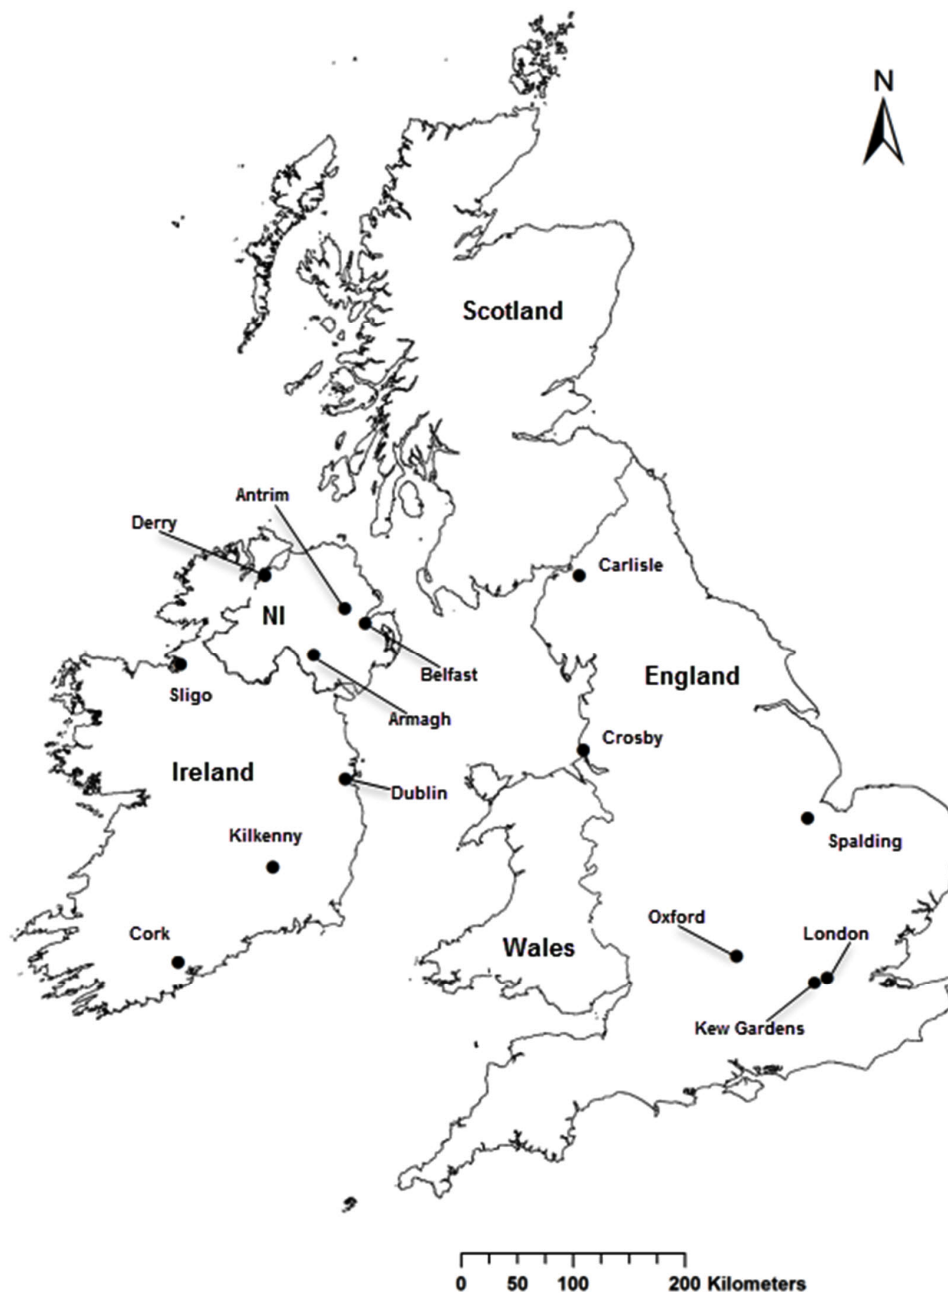 N
Scotland
Antrim
Derry
Carlisle
NI
Belfast
England
Sligo
Armagh
Crosby
Ireland
Dublin
Kilkenny
Spalding
Oxford
Cork
London
Wales
Kew Gardens
0 50 100 200 Kilometers